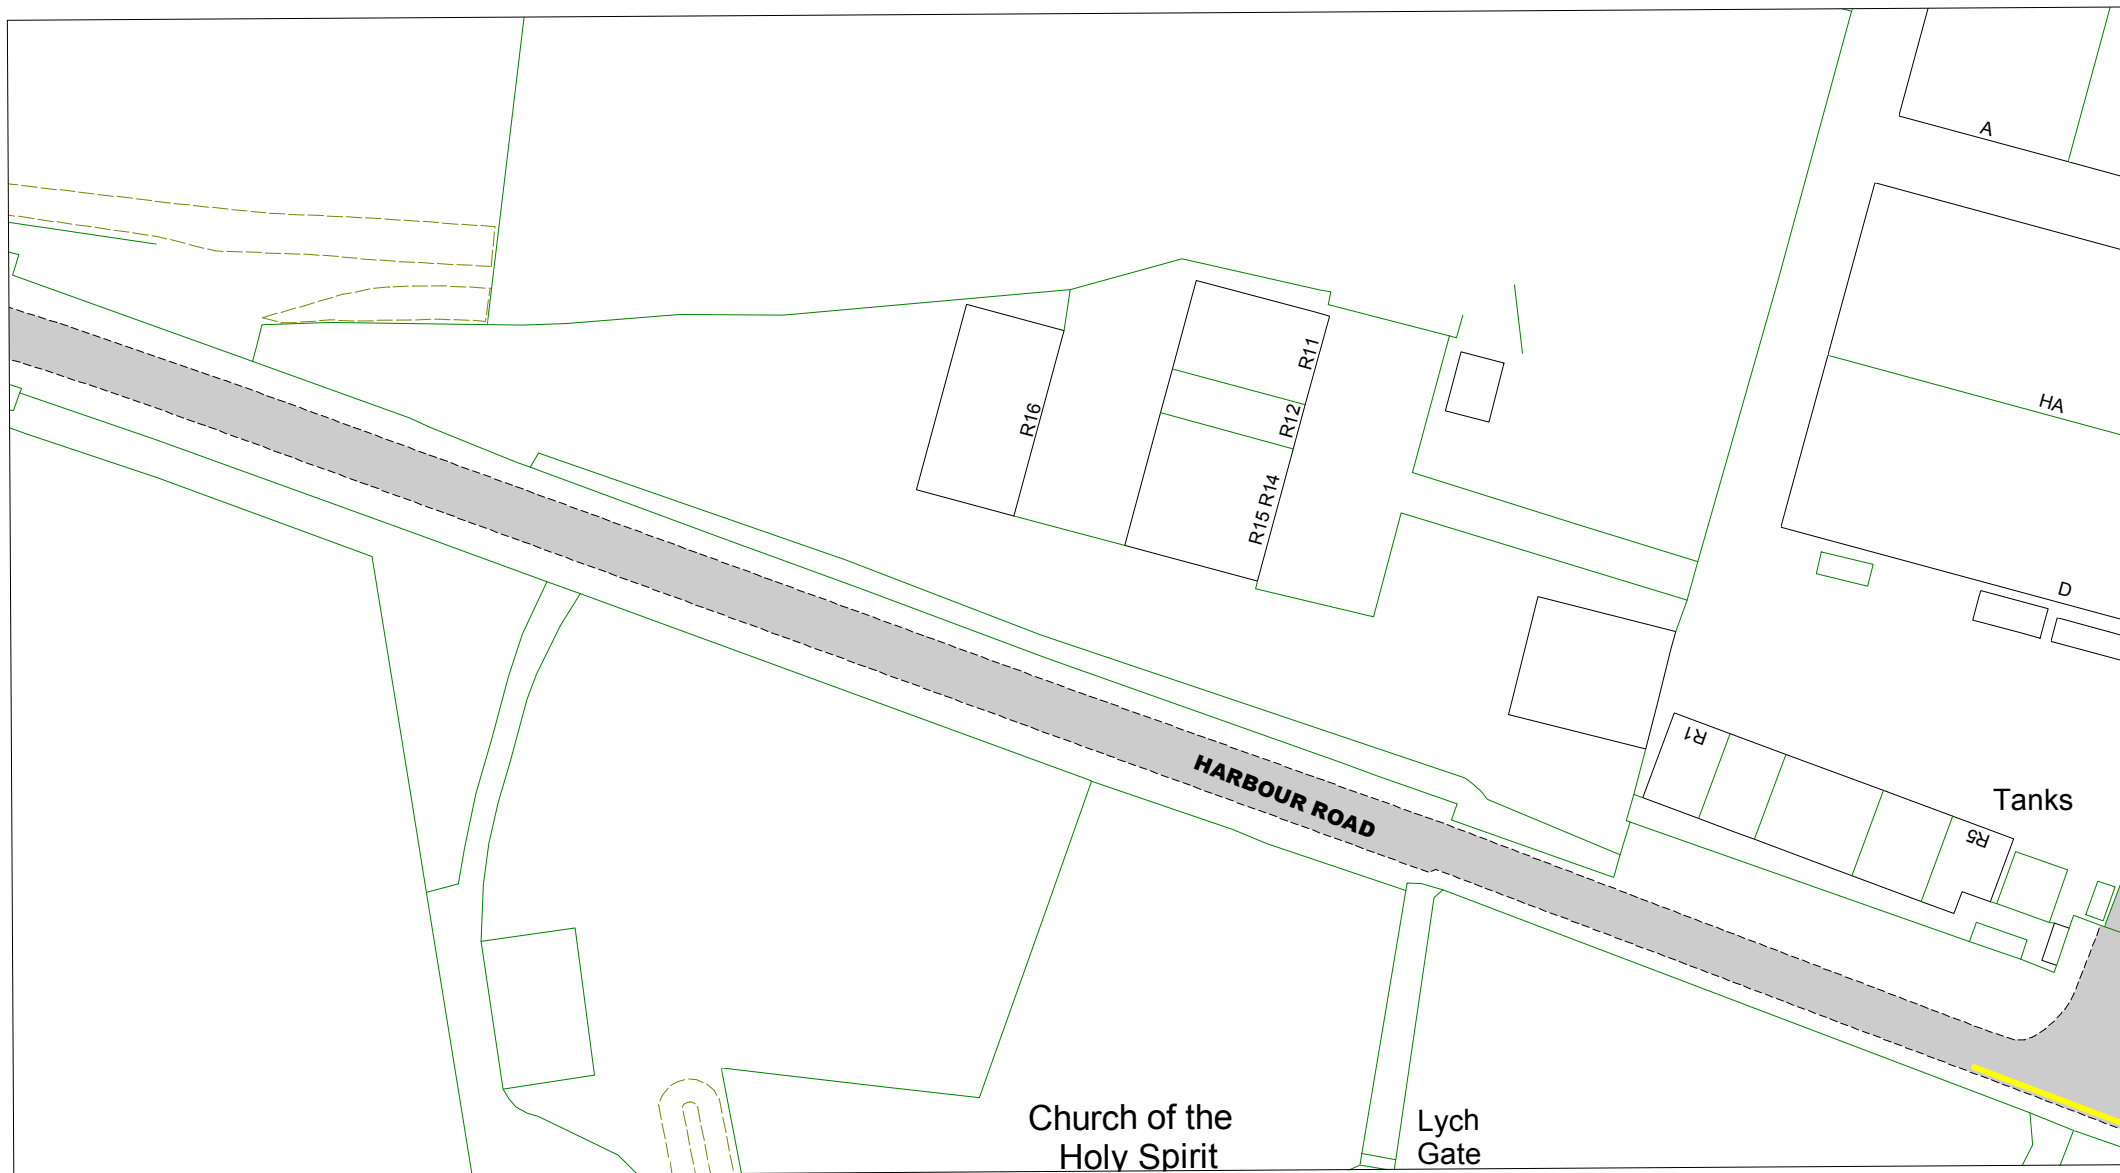 A
HA
D
R11
R12
R16
R15 R14
R1
R5
Tanks
HARBOUR ROAD
Church of the
Holy Spirit
Lych
Gate